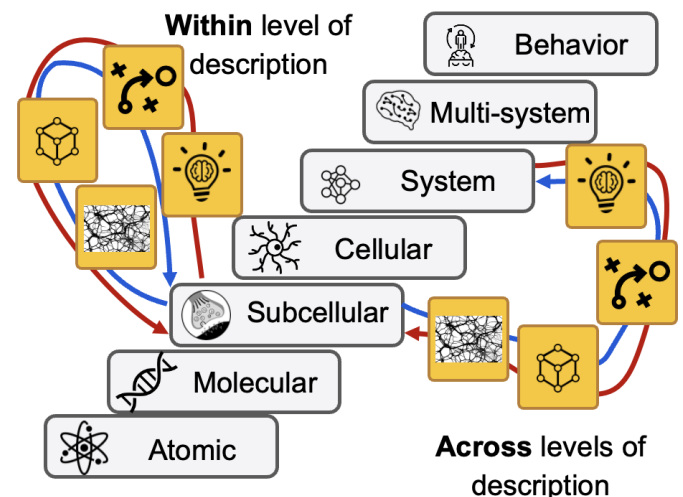 Within level of
description
Behavior
Multi-system
System
Cellular
Subcellular
Molecular
Atomic
Across levels of
description